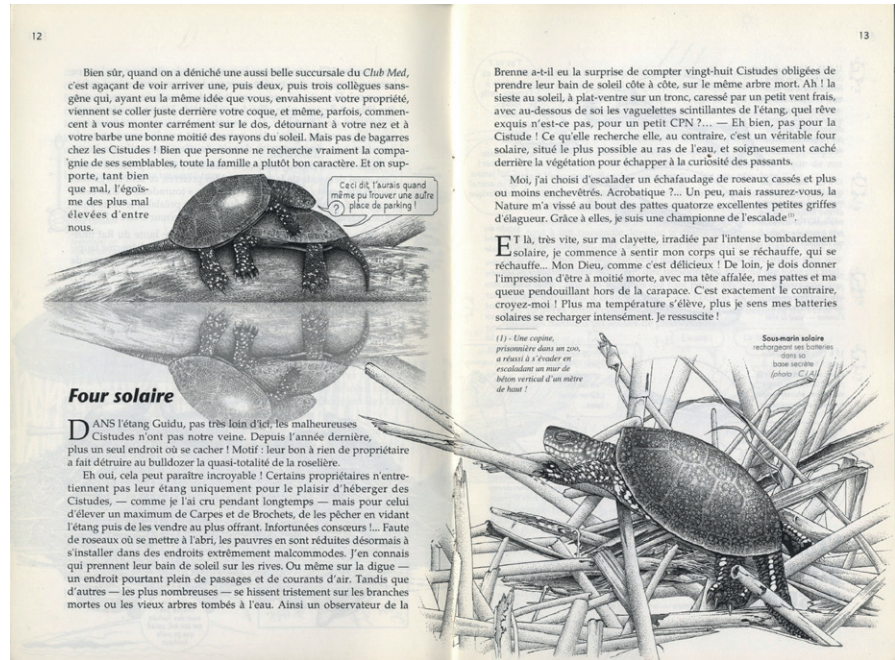 12
Bien sûr, quand on a déniché une aussi belle succursale du Club Med,
c'est agaçant de voir arriver une, puis deux, puis trois collègues sans-
gêne qui, ayant eu la même idée que vous, envahissent votre propriété,
viennent se coller juste derrière votre coque, et même, parfois, commen-
cent à vous monter carrément sur le dos, détournant à votre nez et à
votre barbe une bonne moitié des rayons du soleil. Mais pas de bagarres
chez les Cistudes ! Bien que personne ne recherche vraiment la compa-
gnie de ses semblables, toute la famille a plutôt bon caractère. Et on sup-
porte, tant bien
que mal, l'égoïs-
me des plus mal
élevées d'entre
nous.
Ceci dit, t'aurais quand
même pu trouver une autre
place de parking !
?
Four solaire
DANS l'étang Guidu, pas très loin d'ici, les malheureuses
Cistudes n'ont pas notre veine. Depuis l'année dernière,
plus un seul endroit où se cacher ! Motif : leur bon à rien de propriétaire
a fait détruire au bulldozer la quasi-totalité de la roselière.
Eh oui, cela peut paraître incroyable ! Certains propriétaires n'entre-
tiennent pas leur étang uniquement pour le plaisir d'héberger des
Cistudes, — comme je l'ai cru pendant longtemps — mais pour celui
d'élever un maximum de Carpes et de Brochets, de les pêcher en vidant
l'étang puis de les vendre au plus offrant. Infortunées consœurs !... Faute
de roseaux où se mettre à l'abri, les pauvres en sont réduites désormais à
s'installer dans des endroits extrêmement malcommodes. J'en connais
qui prennent leur bain de soleil sur les rives. Ou même sur la digue —
un endroit pourtant plein de passages et de courants d'air. Tandis que
d'autres — les plus nombreuses — se hissent tristement sur les branches
mortes ou les vieux arbres tombés à l'eau. Ainsi un observateur de la
13
Brenne a-t-il eu la surprise de compter vingt-huit Cistudes obligées de
prendre leur bain de soleil côte à côte, sur le même arbre mort. Ah ! la
sieste au soleil, à plat-ventre sur un tronc, caressé par un petit vent frais,
avec au-dessous de soi les vaguelettes scintillantes de l'étang, quel rêve
exquis n'est-ce pas, pour un petit CPN ?... — Eh bien, pas pour la
Cistude ! Ce qu'elle recherche elle, au contraire, c'est un véritable four
solaire, situé le plus possible au ras de l'eau, et soigneusement caché
derrière la végétation pour échapper à la curiosité des passants.
Moi, j'ai choisi d'escalader un échafaudage de roseaux cassés et plus
ou moins enchevêtrés. Acrobatique ?... Un peu, mais rassurez-vous, la
Nature m'a vissé au bout des pattes quatorze excellentes petites griffes
d'élagueur. Grâce à elles, je suis une championne de l'escalade (1).
ET là, très vite, sur ma clayette, irradiée par l'intense bombardement
solaire, je commence à sentir mon corps qui se réchauffe, qui se
réchauffe... Mon Dieu, comme c'est délicieux ! De loin, je dois donner
l'impression d'être à moitié morte, avec ma tête affalée, mes pattes et ma
queue pendouillant hors de la carapace. C'est exactement le contraire,
croyez-moi ! Plus ma température s'élève, plus je sens mes batteries
solaires se recharger intensément. Je ressuscite !
(1) - Une copine,
prisonnière dans un zoo,
a réussi à s'évader en
escaladant un mur de
béton vertical d'un mètre
de haut !
Sous-marin solaire
rechargeant ses batteries
dans sa
base secrète
(photo : C.I.A.)